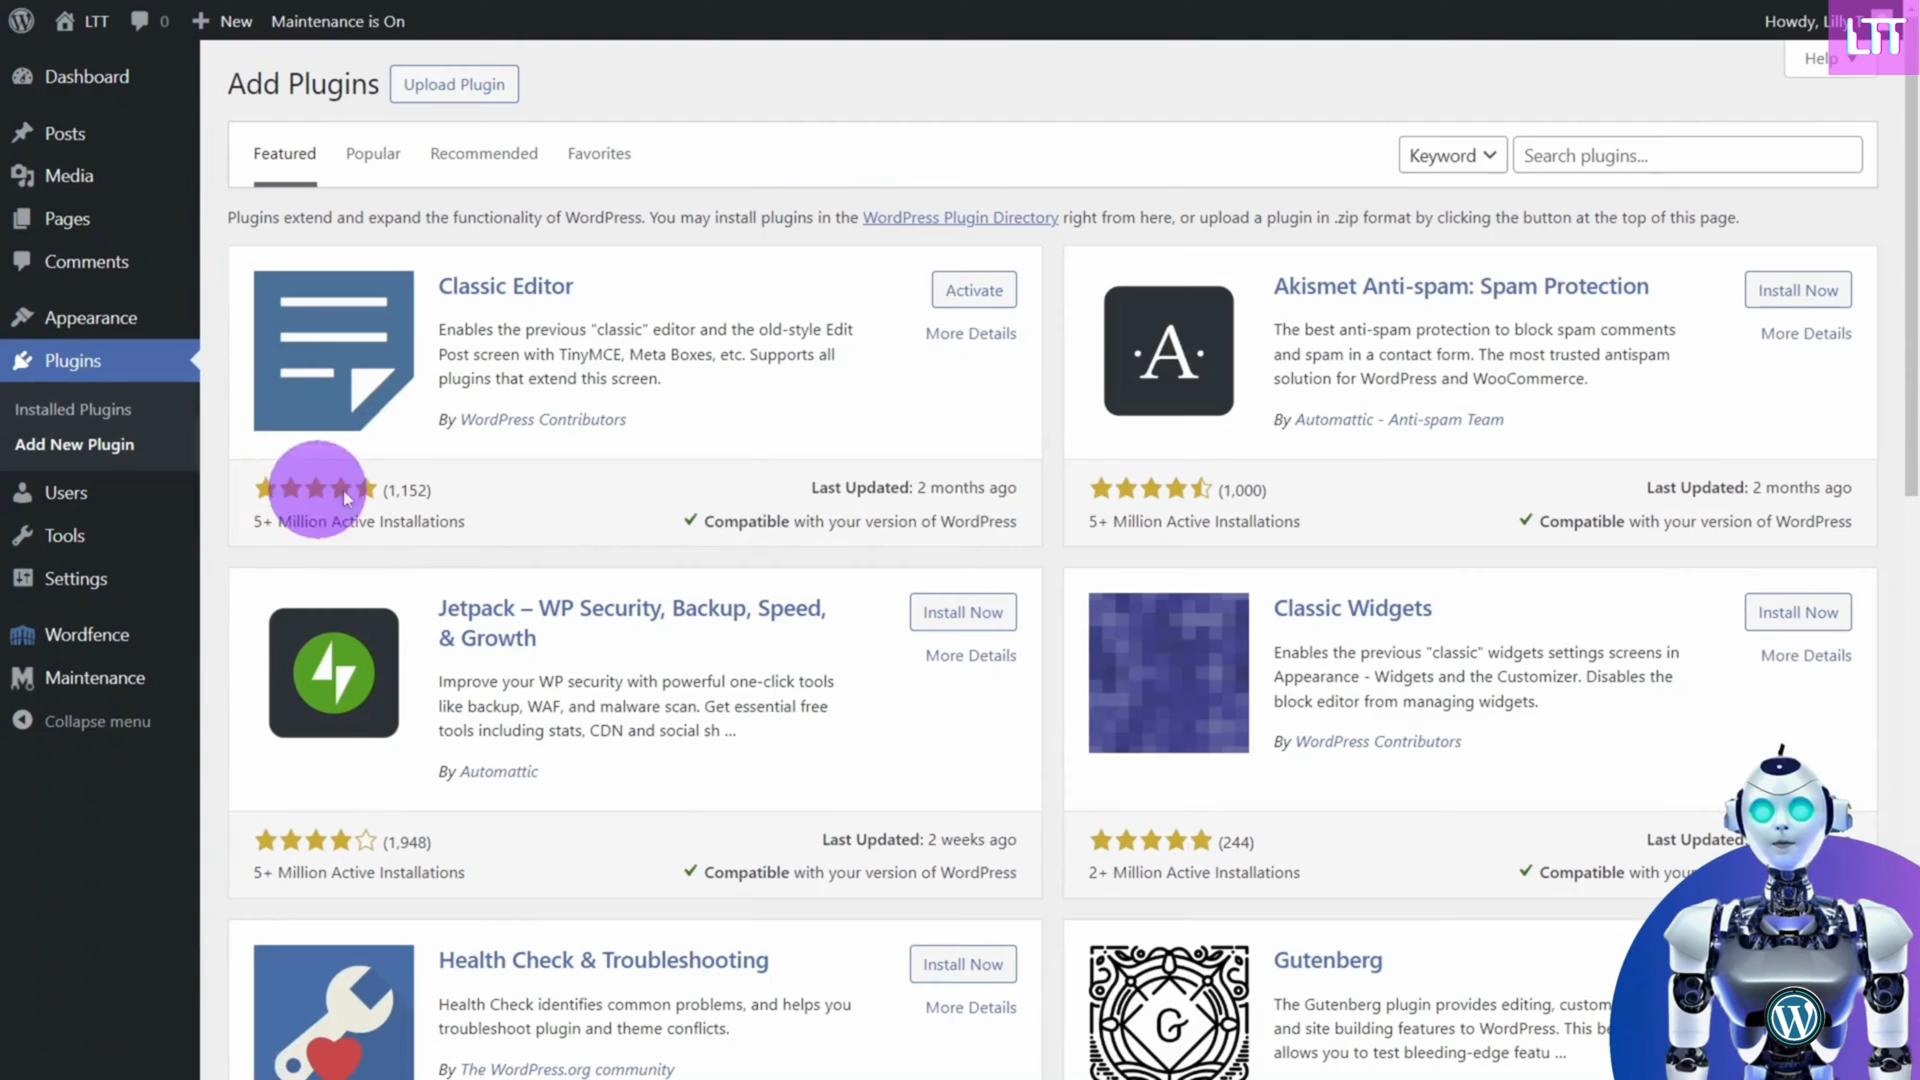 LTT 0 New Maintenance is On
Howdy, Lilly T
LTT
Help
Dashboard
Posts
Media
Pages
Comments
Appearance
Plugins
Installed Plugins
Add New Plugin
Users
Tools
Settings
Wordfence
Maintenance
Collapse menu
Add Plugins Upload Plugin
Featured Popular Recommended Favorites Keyword Search plugins...
Plugins extend and expand the functionality of WordPress. You may install plugins in the WordPress Plugin Directory right from here, or upload a plugin in .zip format by clicking the button at the top of this page.
Classic Editor
Activate
More Details
Enables the previous "classic" editor and the old-style Edit
Post screen with TinyMCE, Meta Boxes, etc. Supports all
plugins that extend this screen.
By WordPress Contributors
(1,152)
Last Updated: 2 months ago
5+ Million Active Installations
Compatible with your version of WordPress
A
Akismet Anti-spam: Spam Protection
Install Now
More Details
The best anti-spam protection to block spam comments
and spam in a contact form. The most trusted antispam
solution for WordPress and WooCommerce.
By Automattic - Anti-spam Team
(1,000)
Last Updated: 2 months ago
5+ Million Active Installations
Compatible with your version of WordPress
Jetpack – WP Security, Backup, Speed,
& Growth
Install Now
More Details
Improve your WP security with powerful one-click tools
like backup, WAF, and malware scan. Get essential free
tools including stats, CDN and social sh ...
By Automattic
(1,948)
Last Updated: 2 weeks ago
5+ Million Active Installations
Compatible with your version of WordPress
Classic Widgets
Install Now
More Details
Enables the previous "classic" widgets settings screens in
Appearance - Widgets and the Customizer. Disables the
block editor from managing widgets.
By WordPress Contributors
(244)
Last Updated:
2+ Million Active Installations
Compatible with you
Health Check & Troubleshooting
Install Now
More Details
Health Check identifies common problems, and helps you
troubleshoot plugin and theme conflicts.
By The WordPress.org community
G
Gutenberg
The Gutenberg plugin provides editing, custom
and site building features to WordPress. This be
allows you to test bleeding-edge featu ...